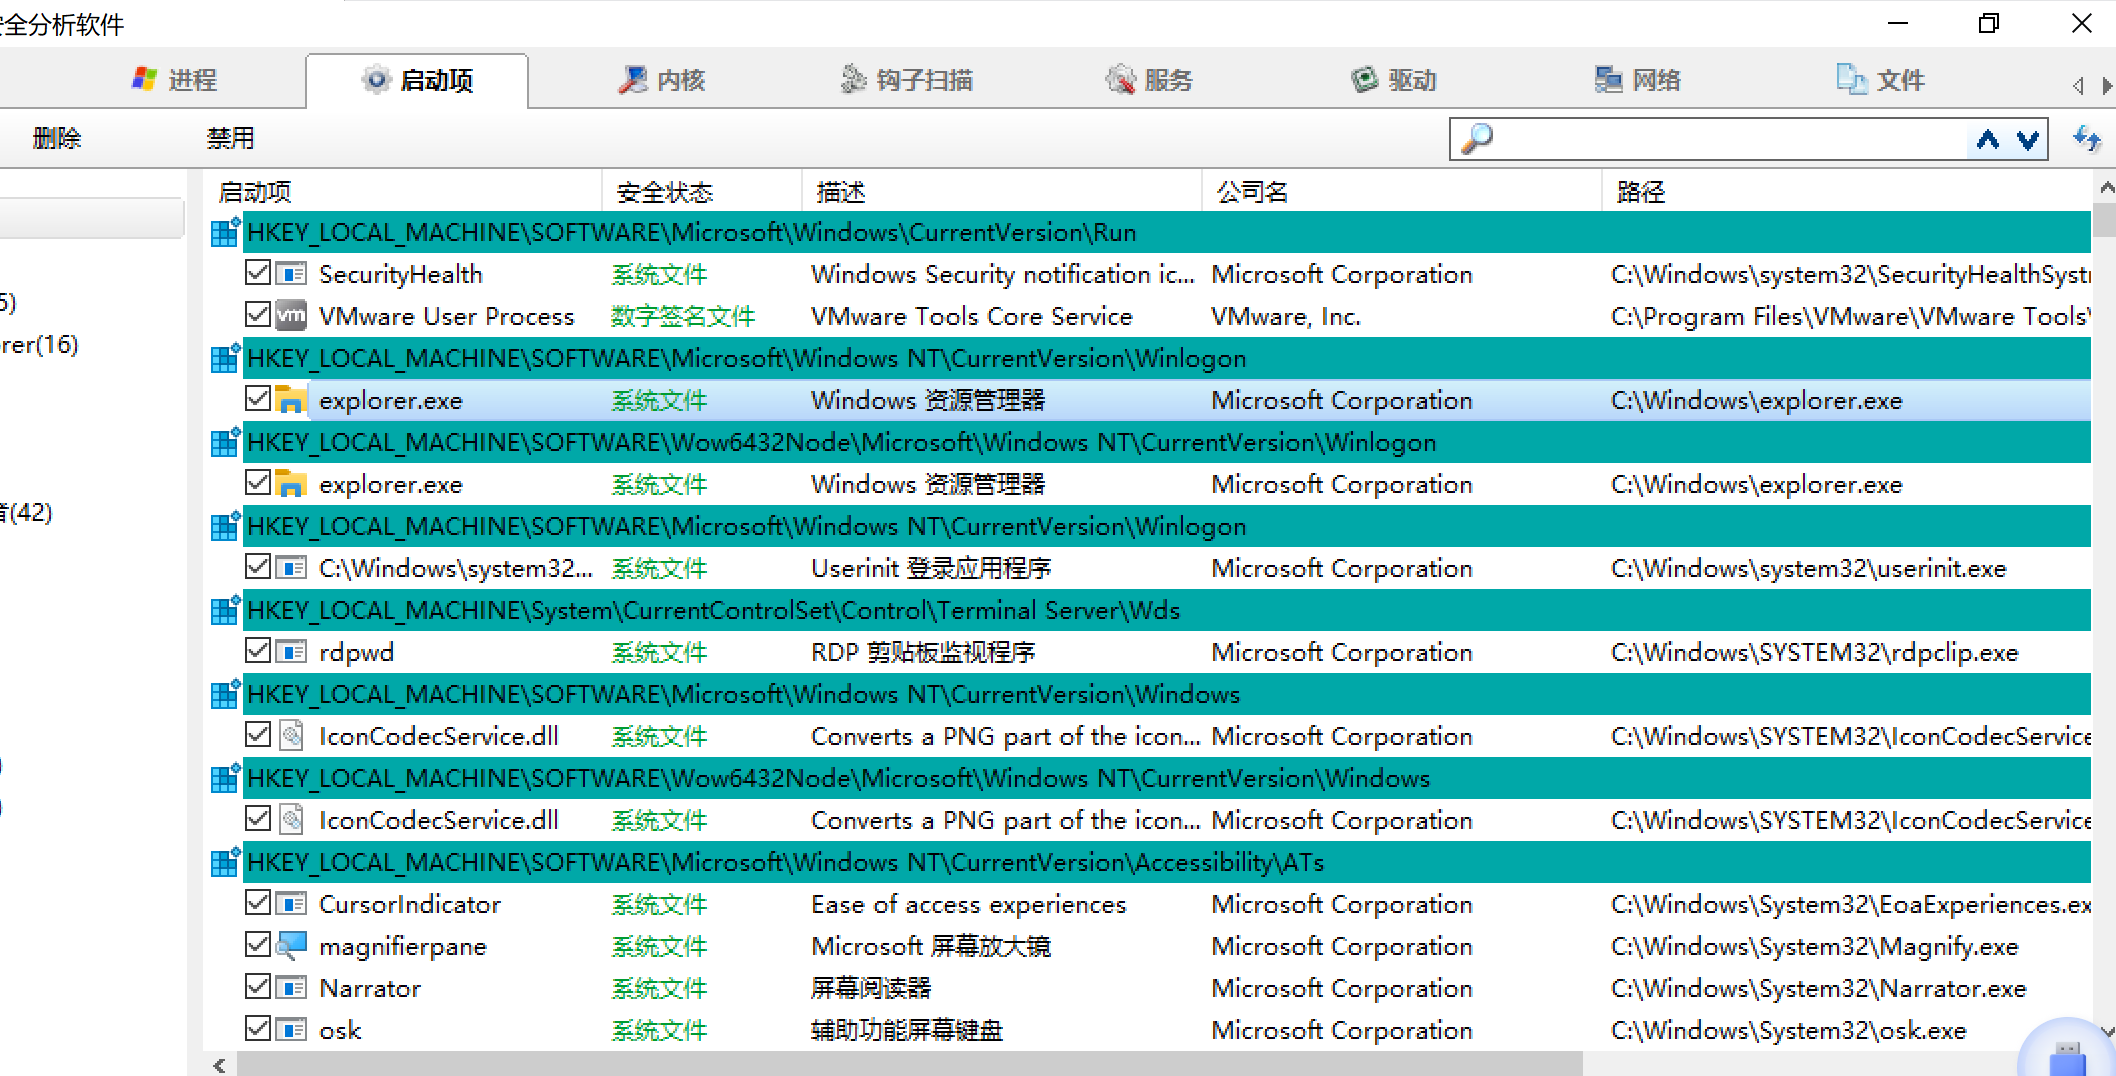 全分析软件
进程 启动项 内核 钩子扫描 服务 驱动 网络 文件
删除 禁用
启动项 安全状态 描述 公司名 路径
HKEY_LOCAL_MACHINE\SOFTWARE\Microsoft\Windows\CurrentVersion\Run
SecurityHealth 系统文件 Windows Security notification ic... Microsoft Corporation C:\Windows\system32\SecurityHealthSystr
5)
vm VMware User Process 数字签名文件 VMware Tools Core Service VMware, Inc. C:\Program Files\VMware\VMware Tools\
rer(16)
HKEY_LOCAL_MACHINE\SOFTWARE\Microsoft\Windows NT\CurrentVersion\Winlogon
explorer.exe 系统文件 Windows 资源管理器 Microsoft Corporation C:\Windows\explorer.exe
HKEY_LOCAL_MACHINE\SOFTWARE\Wow6432Node\Microsoft\Windows NT\CurrentVersion\Winlogon
explorer.exe 系统文件 Windows 资源管理器 Microsoft Corporation C:\Windows\explorer.exe
(42)
HKEY_LOCAL_MACHINE\SOFTWARE\Microsoft\Windows NT\CurrentVersion\Winlogon
C:\Windows\system32... 系统文件 Userinit 登录应用程序 Microsoft Corporation C:\Windows\system32\userinit.exe
HKEY_LOCAL_MACHINE\System\CurrentControlSet\Control\Terminal Server\Wds
rdpwd 系统文件 RDP 剪贴板监视程序 Microsoft Corporation C:\Windows\SYSTEM32\rdpclip.exe
HKEY_LOCAL_MACHINE\SOFTWARE\Microsoft\Windows NT\CurrentVersion\Windows
IconCodecService.dll 系统文件 Converts a PNG part of the icon... Microsoft Corporation C:\Windows\SYSTEM32\IconCodecService
HKEY_LOCAL_MACHINE\SOFTWARE\Wow6432Node\Microsoft\Windows NT\CurrentVersion\Windows
IconCodecService.dll 系统文件 Converts a PNG part of the icon... Microsoft Corporation C:\Windows\SYSTEM32\IconCodecService
HKEY_LOCAL_MACHINE\SOFTWARE\Microsoft\Windows NT\CurrentVersion\Accessibility\ATs
CursorIndicator 系统文件 Ease of access experiences Microsoft Corporation C:\Windows\System32\EoaExperiences.ex
magnifierpane 系统文件 Microsoft 屏幕放大镜 Microsoft Corporation C:\Windows\System32\Magnify.exe
Narrator 系统文件 屏幕阅读器 Microsoft Corporation C:\Windows\System32\Narrator.exe
osk 系统文件 辅助功能屏幕键盘 Microsoft Corporation C:\Windows\System32\osk.exe